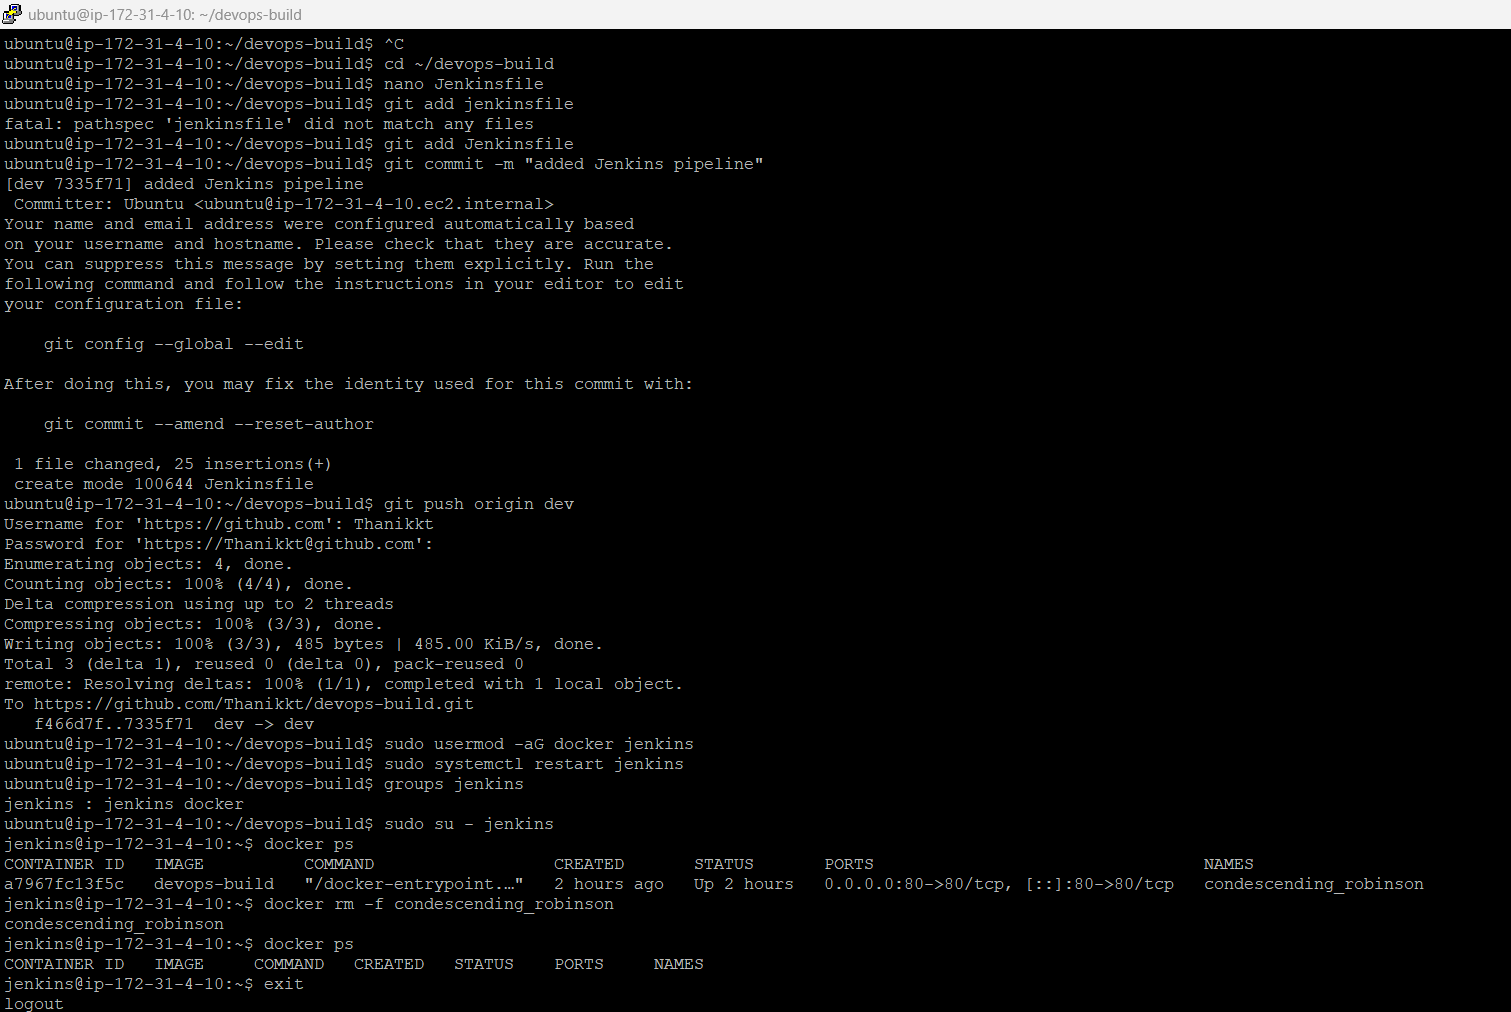 ubuntu@ip-172-31-4-10: ~/devops-build
ubuntu@ip-172-31-4-10:~/devops-build$ ^C
ubuntu@ip-172-31-4-10:~/devops-build$ cd ~/devops-build
ubuntu@ip-172-31-4-10:~/devops-build$ nano Jenkinsfile
ubuntu@ip-172-31-4-10:~/devops-build$ git add jenkinsfile
fatal: pathspec 'jenkinsfile' did not match any files
ubuntu@ip-172-31-4-10:~/devops-build$ git add Jenkinsfile
ubuntu@ip-172-31-4-10:~/devops-build$ git commit -m "added Jenkins pipeline"
[dev 7335f71] added Jenkins pipeline
 Committer: Ubuntu <ubuntu@ip-172-31-4-10.ec2.internal>
Your name and email address were configured automatically based
on your username and hostname. Please check that they are accurate.
You can suppress this message by setting them explicitly. Run the
following command and follow the instructions in your editor to edit
your configuration file:

    git config --global --edit

After doing this, you may fix the identity used for this commit with:

    git commit --amend --reset-author

 1 file changed, 25 insertions(+)
 create mode 100644 Jenkinsfile
ubuntu@ip-172-31-4-10:~/devops-build$ git push origin dev
Username for 'https://github.com': Thanikkt
Password for 'https://Thanikkt@github.com':
Enumerating objects: 4, done.
Counting objects: 100% (4/4), done.
Delta compression using up to 2 threads
Compressing objects: 100% (3/3), done.
Writing objects: 100% (3/3), 485 bytes | 485.00 KiB/s, done.
Total 3 (delta 1), reused 0 (delta 0), pack-reused 0
remote: Resolving deltas: 100% (1/1), completed with 1 local object.
To https://github.com/Thanikkt/devops-build.git
   f466d7f..7335f71  dev -> dev
ubuntu@ip-172-31-4-10:~/devops-build$ sudo usermod -aG docker jenkins
ubuntu@ip-172-31-4-10:~/devops-build$ sudo systemctl restart jenkins
ubuntu@ip-172-31-4-10:~/devops-build$ groups jenkins
jenkins : jenkins docker
ubuntu@ip-172-31-4-10:~/devops-build$ sudo su - jenkins
jenkins@ip-172-31-4-10:~$ docker ps
CONTAINER ID   IMAGE          COMMAND                  CREATED       STATUS       PORTS                                 NAMES
a7967fc13f5c   devops-build   "/docker-entrypoint.…"   2 hours ago   Up 2 hours   0.0.0.0:80->80/tcp, [::]:80->80/tcp   condescending_robinson
jenkins@ip-172-31-4-10:~$ docker rm -f condescending_robinson
condescending_robinson
jenkins@ip-172-31-4-10:~$ docker ps
CONTAINER ID   IMAGE     COMMAND   CREATED   STATUS    PORTS     NAMES
jenkins@ip-172-31-4-10:~$ exit
logout